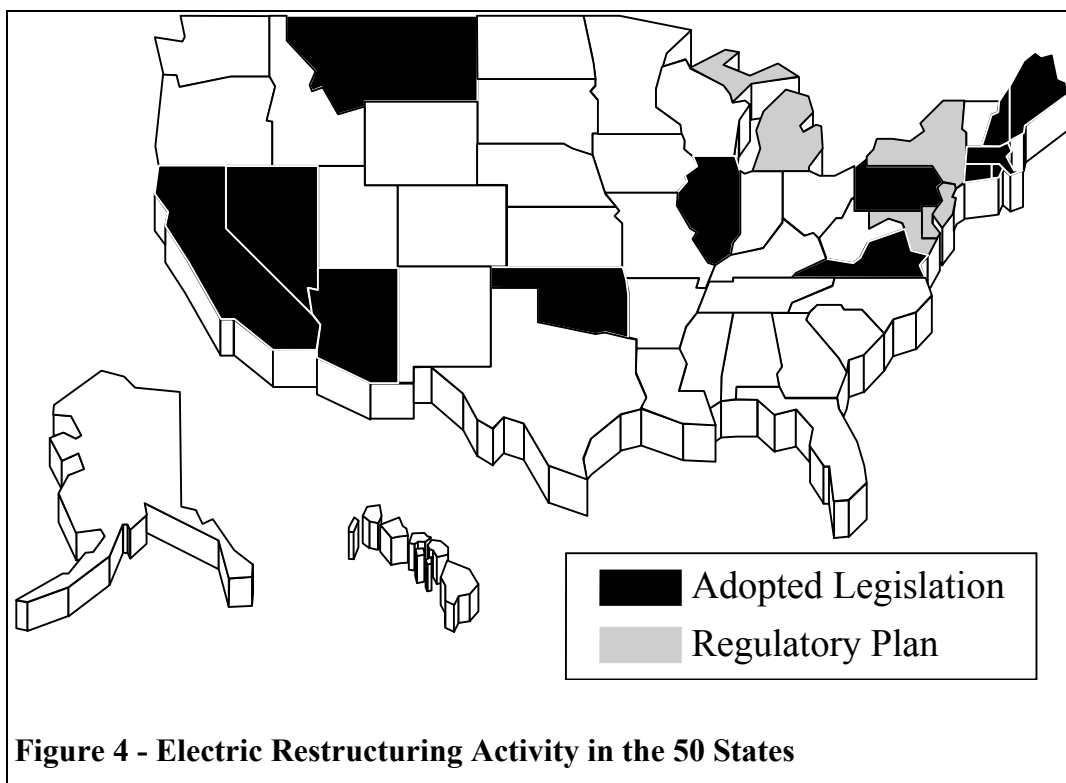 Adopted Legislation
Regulatory Plan
Figure 4 - Electric Restructuring Activity in the 50 States